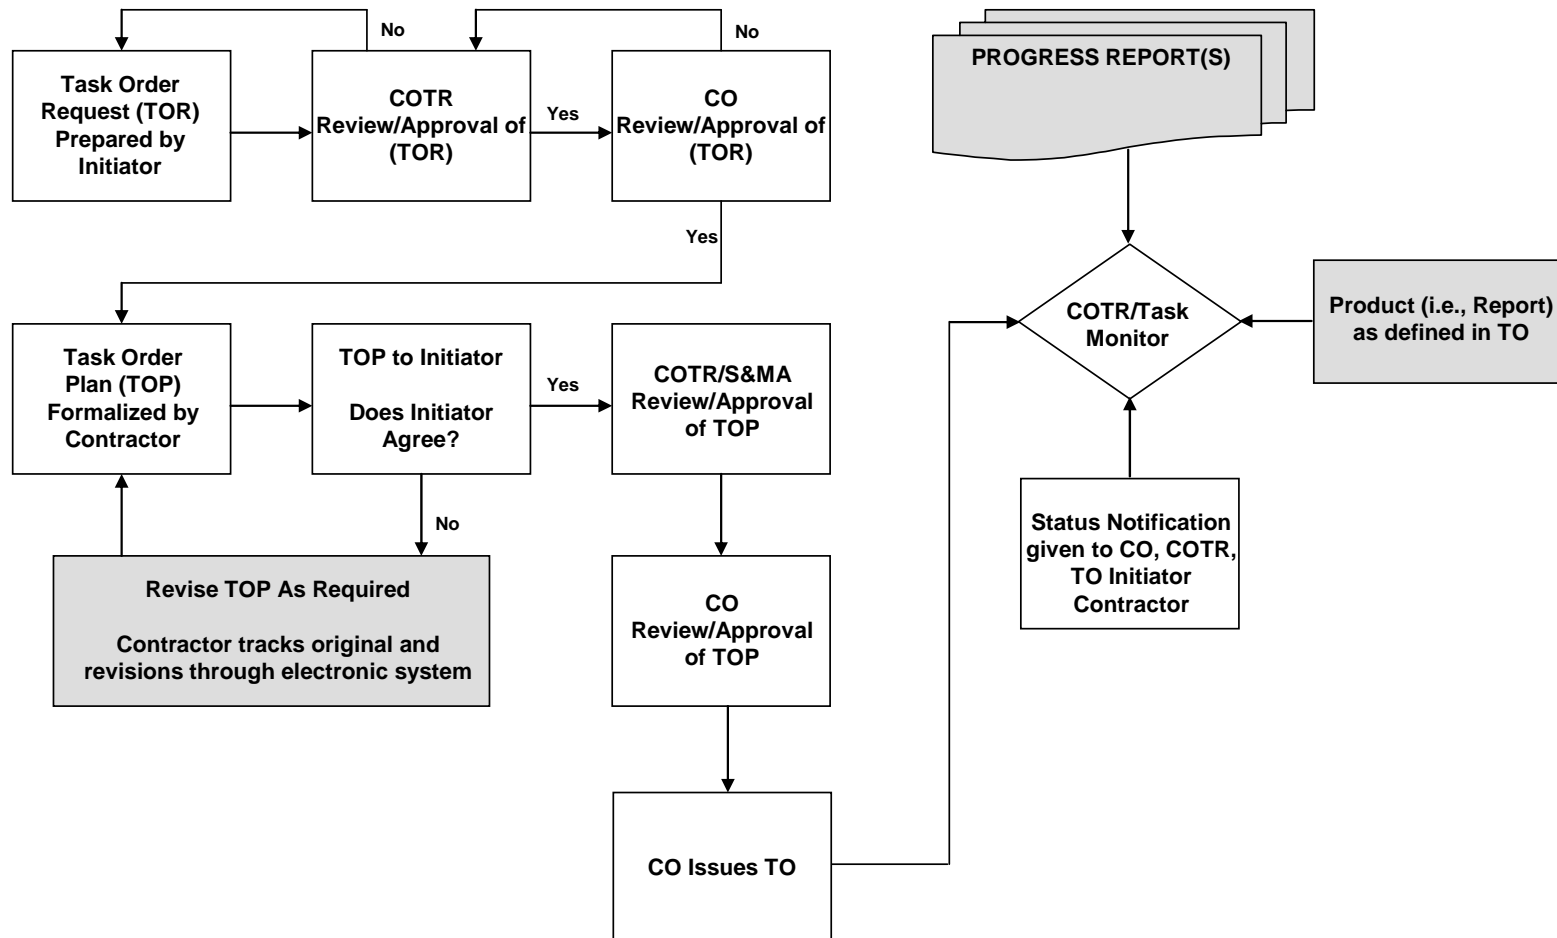 No
No
Task Order
Request (TOR)
Prepared by
Initiator
COTR
Review/Approval of
(TOR)
Yes
CO
Review/Approval of
(TOR)
Yes
PROGRESS REPORT(S)
Task Order
Plan (TOP)
Formalized by
Contractor
TOP to Initiator
Does Initiator
Agree?
Yes
COTR/S&MA
Review/Approval
of TOP
COTR/Task
Monitor
Product (i.e., Report)
as defined in TO
No
Revise TOP As Required
Contractor tracks original and
revisions through electronic system
CO
Review/Approval
of TOP
Status Notification
given to CO, COTR,
TO Initiator
Contractor
CO Issues TO